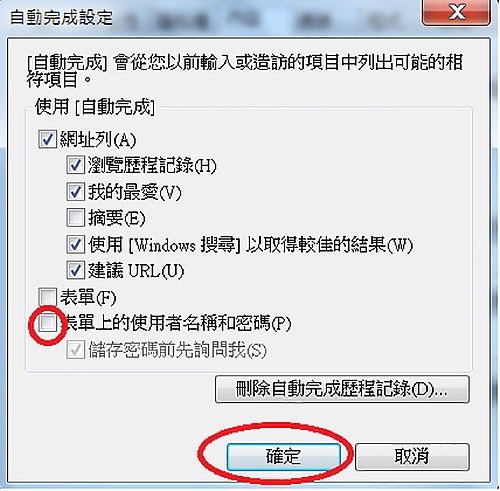 自動完成設定
[自動完成] 會從您以前輸入或造訪的項目中列出可能的相
符項目。
使用 [自動完成]
網址列(A)
瀏覽歷程記錄(H)
我的最愛(V)
摘要(E)
使用 [Windows 搜尋] 以取得較佳的結果(W)
建議 URL(U)
表單(F)
表單上的使用者名稱和密碼(P)
儲存密碼前先詢問我(S)
刪除自動完成歷程記錄(D)...
確定
取消